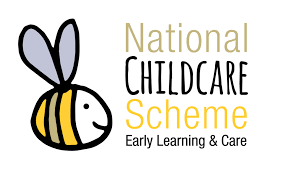 National
CHILDCARE
Scheme
Early Learning & Care